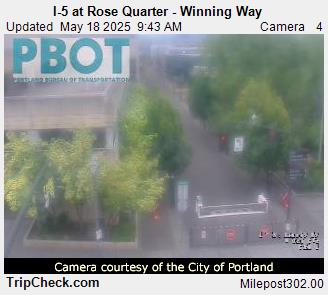 I-5 at Rose Quarter - Winning Way
Updated May 18 2025 9:43 AM Camera 4
PBOT
PORTLAND BUREAU OF TRANSPORTATION
Camera courtesy of the City of Portland
TripCheck.com Milepost302.00